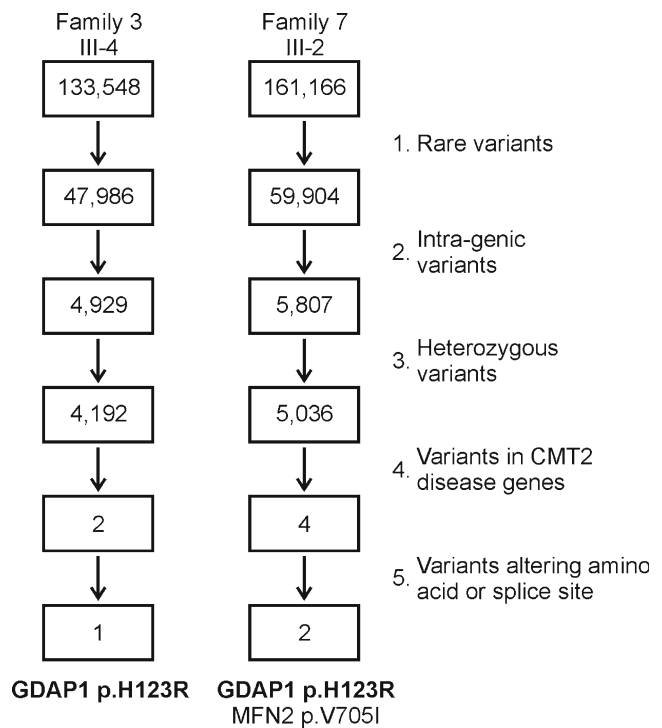 Family 3
III-4
Family 7
III-2
133,548
161,166
1. Rare variants
47,986
59,904
2. Intra-genic
variants
4,929
5,807
3. Heterozygous
variants
4,192
5,036
4. Variants in CMT2
disease genes
2
4
5. Variants altering amino
acid or splice site
1
2
GDAP1 p.H123R
GDAP1 p.H123R
MFN2 p.V705I